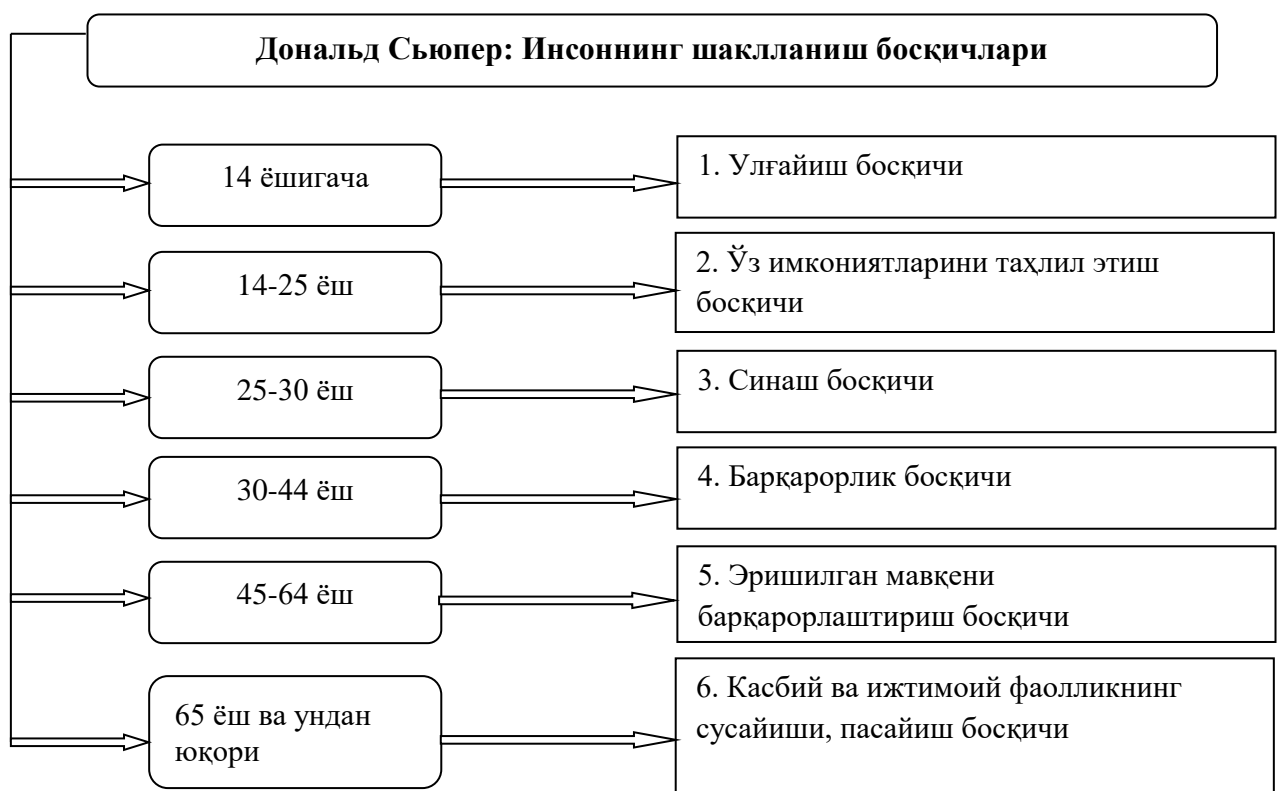 Дональд Сьюпер: Инсоннинг шаклланиш босқичлари
14 ёшигача
1. Улғайиш босқичи
14-25 ёш
2. Ўз имкониятларини таҳлил этиш
босқичи
25-30 ёш
3. Синаш босқичи
30-44 ёш
4. Барқарорлик босқичи
45-64 ёш
5. Эришилган мавқени
барқарорлаштириш босқичи
65 ёш ва ундан
юқори
6. Касбий ва ижтимоий фаолликнинг
сусайиши, пасайиш босқичи